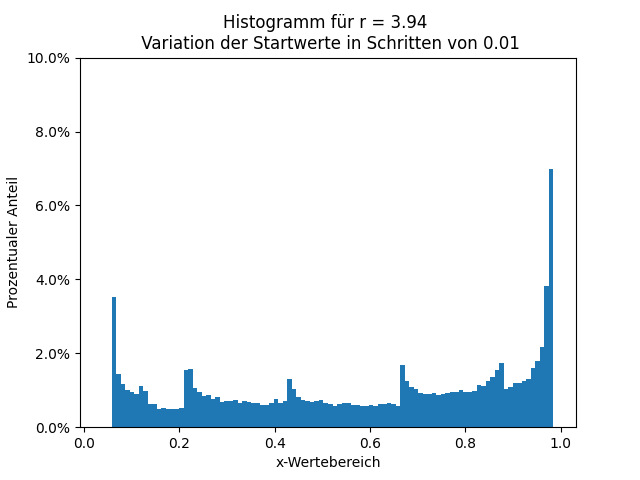 Histogramm für r = 3.94
Variation der Startwerte in Schritten von 0.01
10.0%
8.0%
6.0%
4.0%
2.0%
0.0%
Prozentualer Anteil
0.0 0.2 0.4 0.6 0.8 1.0
x-Wertebereich